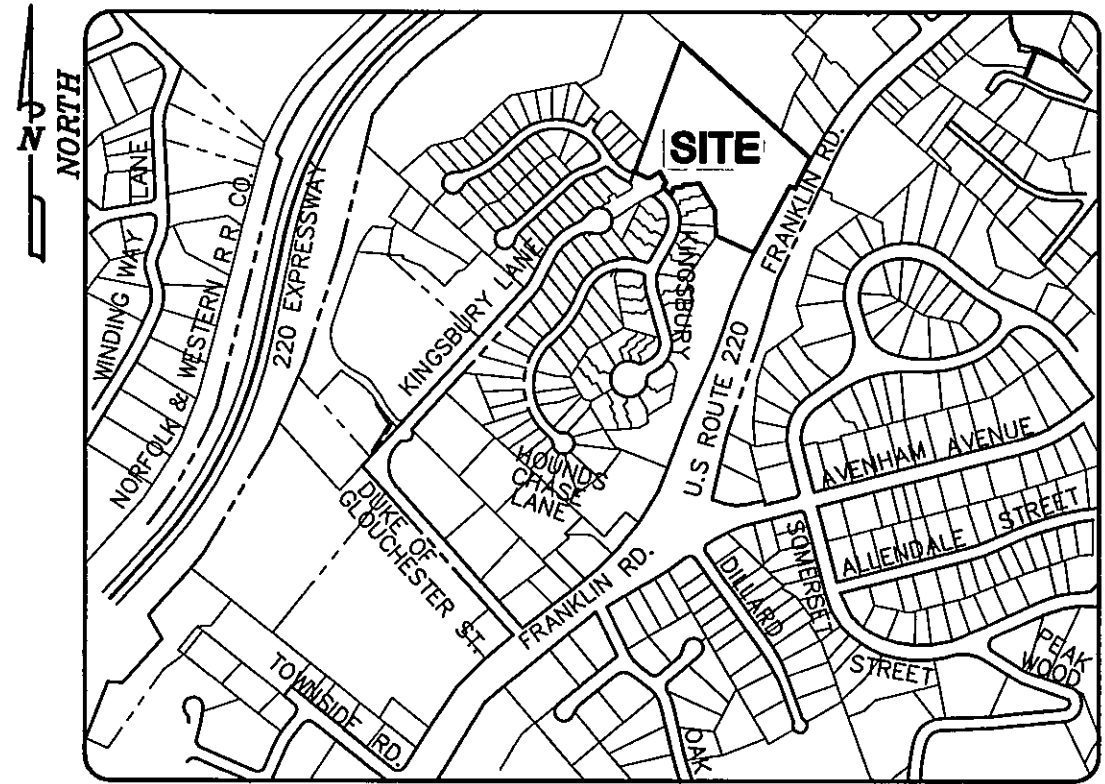 N
NORTH
SITE
WINDING WAY
LANE
NORFOLK & WESTERN R R. CO.
220 EXPRESSWAY
KINGSBURY LANE
KINGSBURY
FRANKLIN RD.
U.S ROUTE 220
HOUNDS
CHASE
LANE
DUKE OF
GLOUCHESTER ST.
FRANKLIN RD.
AVENHAM AVENUE
ALLENDALE STREET
SOMERSET
STREET
DILLARD
PEAK
WOOD
TOWNSIDE RD.
OAK